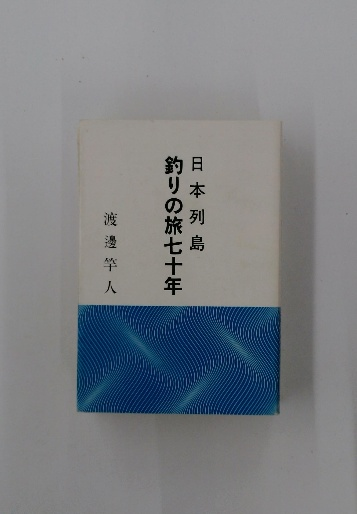 日本列島
釣りの旅七十年
渡邊竿人